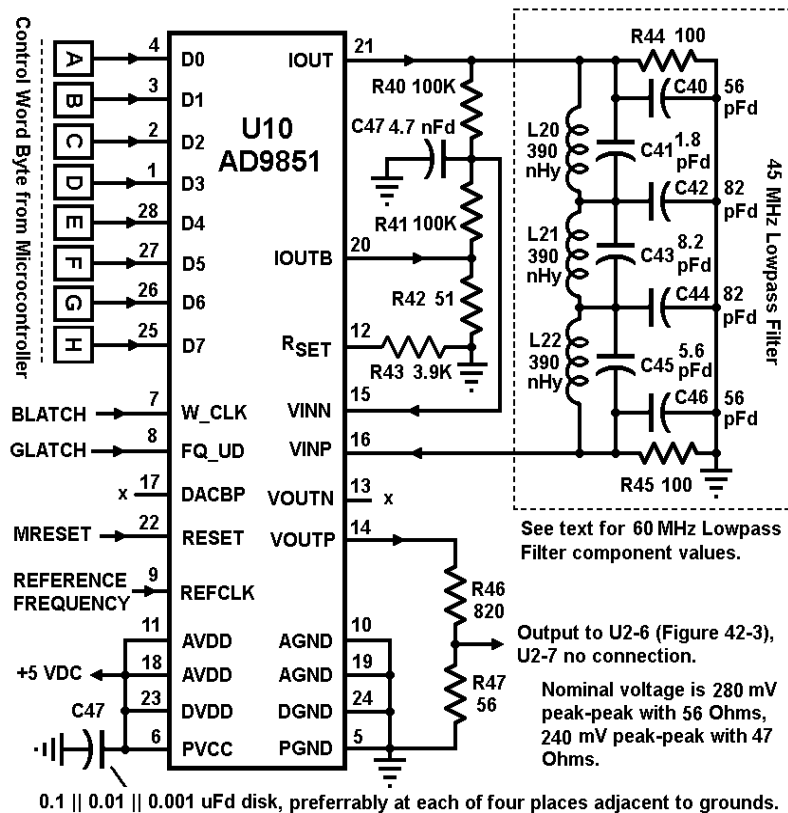 Control Word Byte from Microcontroller
A
B
C
D
E
F
G
H
4
3
2
1
28
27
26
25
D0
D1
D2
D3
D4
D5
D6
D7
U10
AD9851
BLATCH
7
W_CLK
GLATCH
8
FQ_UD
x
17
DACBP
MRESET
22
RESET
REFERENCE
FREQUENCY
9
REFCLK
11
AVDD
+5 VDC
18
AVDD
23
DVDD
C47
6
PVCC
IOUT
21
R40 100K
C47 4.7 nFd
R41 100K
IOUTB
20
R42 51
RSET
12
R43 3.9K
VINN
15
VINP
16
VOUTN
13
x
VOUTP
14
R46
820
R47
56
AGND
10
AGND
19
DGND
24
PGND
5
R44 100
C40 56
pFd
L20
390
nHy
C41 1.8
pFd
C42 82
pFd
L21
390
nHy
C43 8.2
pFd
C44 82
pFd
L22
390
nHy
C45 5.6
pFd
C46 56
pFd
R45 100
45 MHz Lowpass Filter
See text for 60 MHz Lowpass
Filter component values.
Output to U2-6 (Figure 42-3),
U2-7 no connection.
Nominal voltage is 280 mV
peak-peak with 56 Ohms,
240 mV peak-peak with 47
Ohms.
0.1 || 0.01 || 0.001 uFd disk, preferrably at each of four places adjacent to grounds.